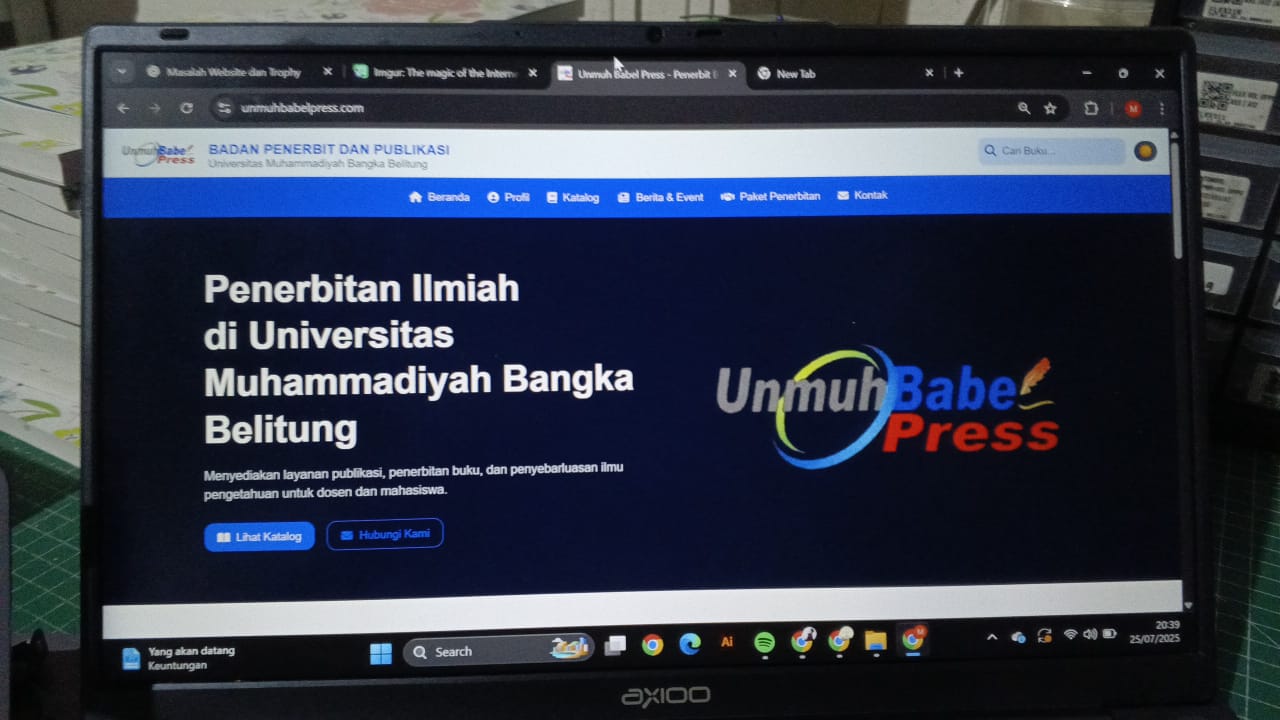 Masalah Website dan Trophy
Imgur: The magic of the Intern
Unmuh Babel Press - Penerbit
New Tab
unmuhbabelpress.com
M
UnmuhBabel
Press
BADAN PENERBIT DAN PUBLIKASI
Universitas Muhammadiyah Bangka Belitung
Cari Buku...
Beranda
Profil
Katalog
Berita & Event
Paket Penerbitan
Kontak
Penerbitan Ilmiah
di Universitas
Muhammadiyah Bangka
Belitung
Menyediakan layanan publikasi, penerbitan buku, dan penyebarluasan ilmu
pengetahuan untuk dosen dan mahasiswa.
Lihat Katalog
Hubungi Kami
UnmuhBabel
Press
Yang akan datang
Keuntungan
Search
Ai
M
20:39
25/07/2025
AXIOO